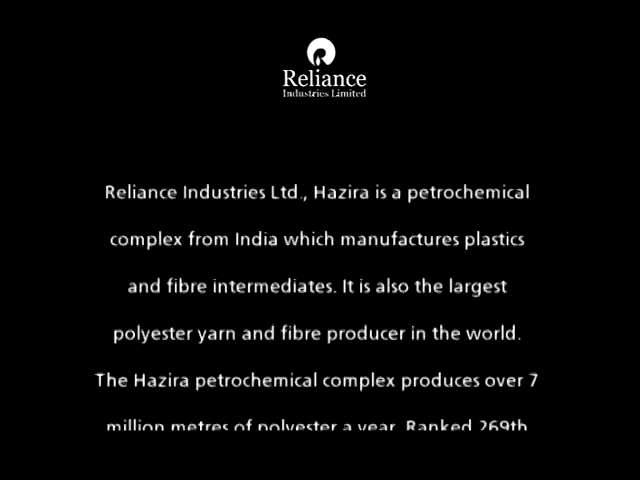 Reliance
Industries Limited
Reliance Industries Ltd., Hazira is a petrochemical
complex from India which manufactures plastics
and fibre intermediates. It is also the largest
polyester yarn and fibre producer in the world.
The Hazira petrochemical complex produces over 7
million metres of polyester a year. Ranked 269th